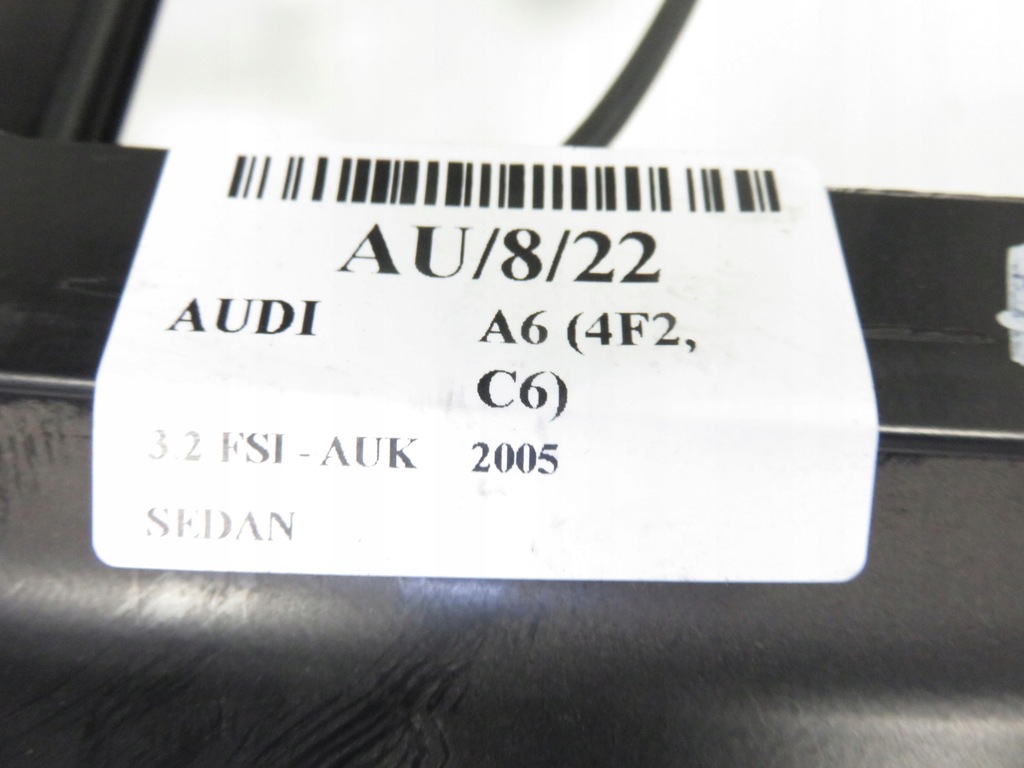 AU/8/22
AUDI A6 (4F2,
C6)
3.2 FSI - AUK 2005
SEDAN